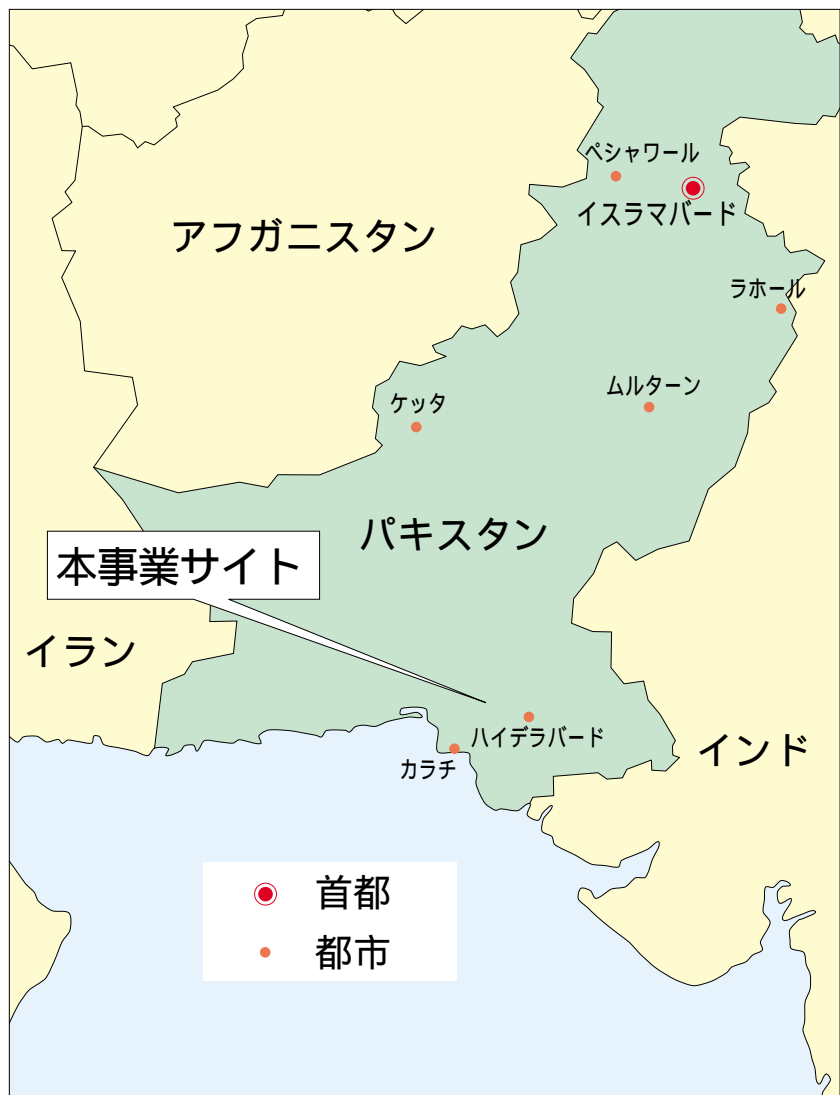 ペシャワール
イスラマバード
アフガニスタン
ラホール
ムルターン
ケッタ
パキスタン
本事業サイト
イラン
ハイデラバード
インド
カラチ
首都
都市